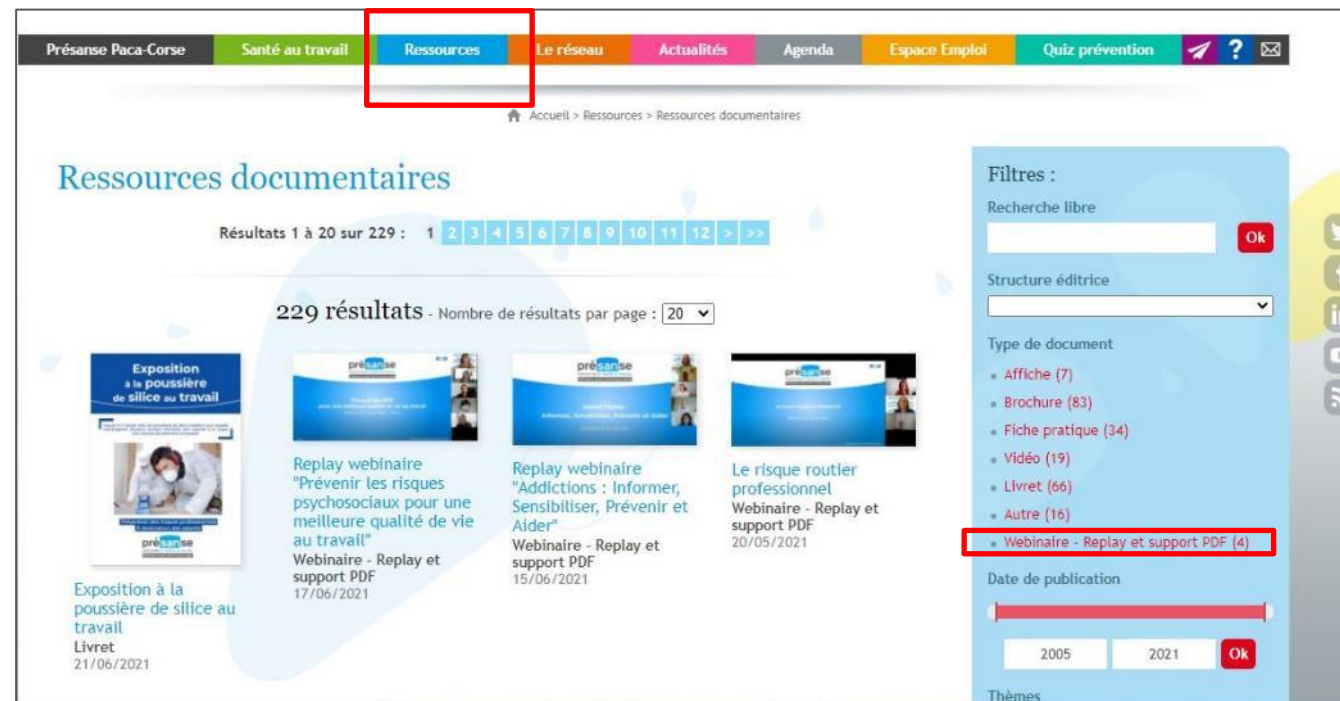 Présanse Paca-Corse Santé au travail Ressources Le réseau Actualités Agenda Espace Emploi Quiz prévention ?
Accueil > Ressources > Ressources documentaires
Ressources documentaires
Résultats 1 à 20 sur 229 : 1 2 3 4 5 6 7 8 9 10 11 12 > >>
229 résultats - Nombre de résultats par page : 20
Exposition
à la poussière
de silice au travail
présanse
Exposition à la
poussière de silice au
travail
Livret
21/06/2021
présanse
Replay webinaire
"Prévenir les risques
psychosociaux pour une
meilleure qualité de vie
au travail"
Webinaire - Replay et
support PDF
17/06/2021
présanse
Replay webinaire
"Addictions : Informer,
Sensibiliser, Prévenir et
Aider"
Webinaire - Replay et
support PDF
15/06/2021
présanse
Le risque routier
professionnel
Webinaire - Replay et
support PDF
20/05/2021
Filtres :
Recherche libre
Ok
Structure éditrice
Type de document
Affiche (7)
Brochure (83)
Fiche pratique (34)
Vidéo (19)
Livret (66)
Autre (16)
Webinaire - Replay et support PDF (4)
Date de publication
2005 2021 Ok
Thèmes